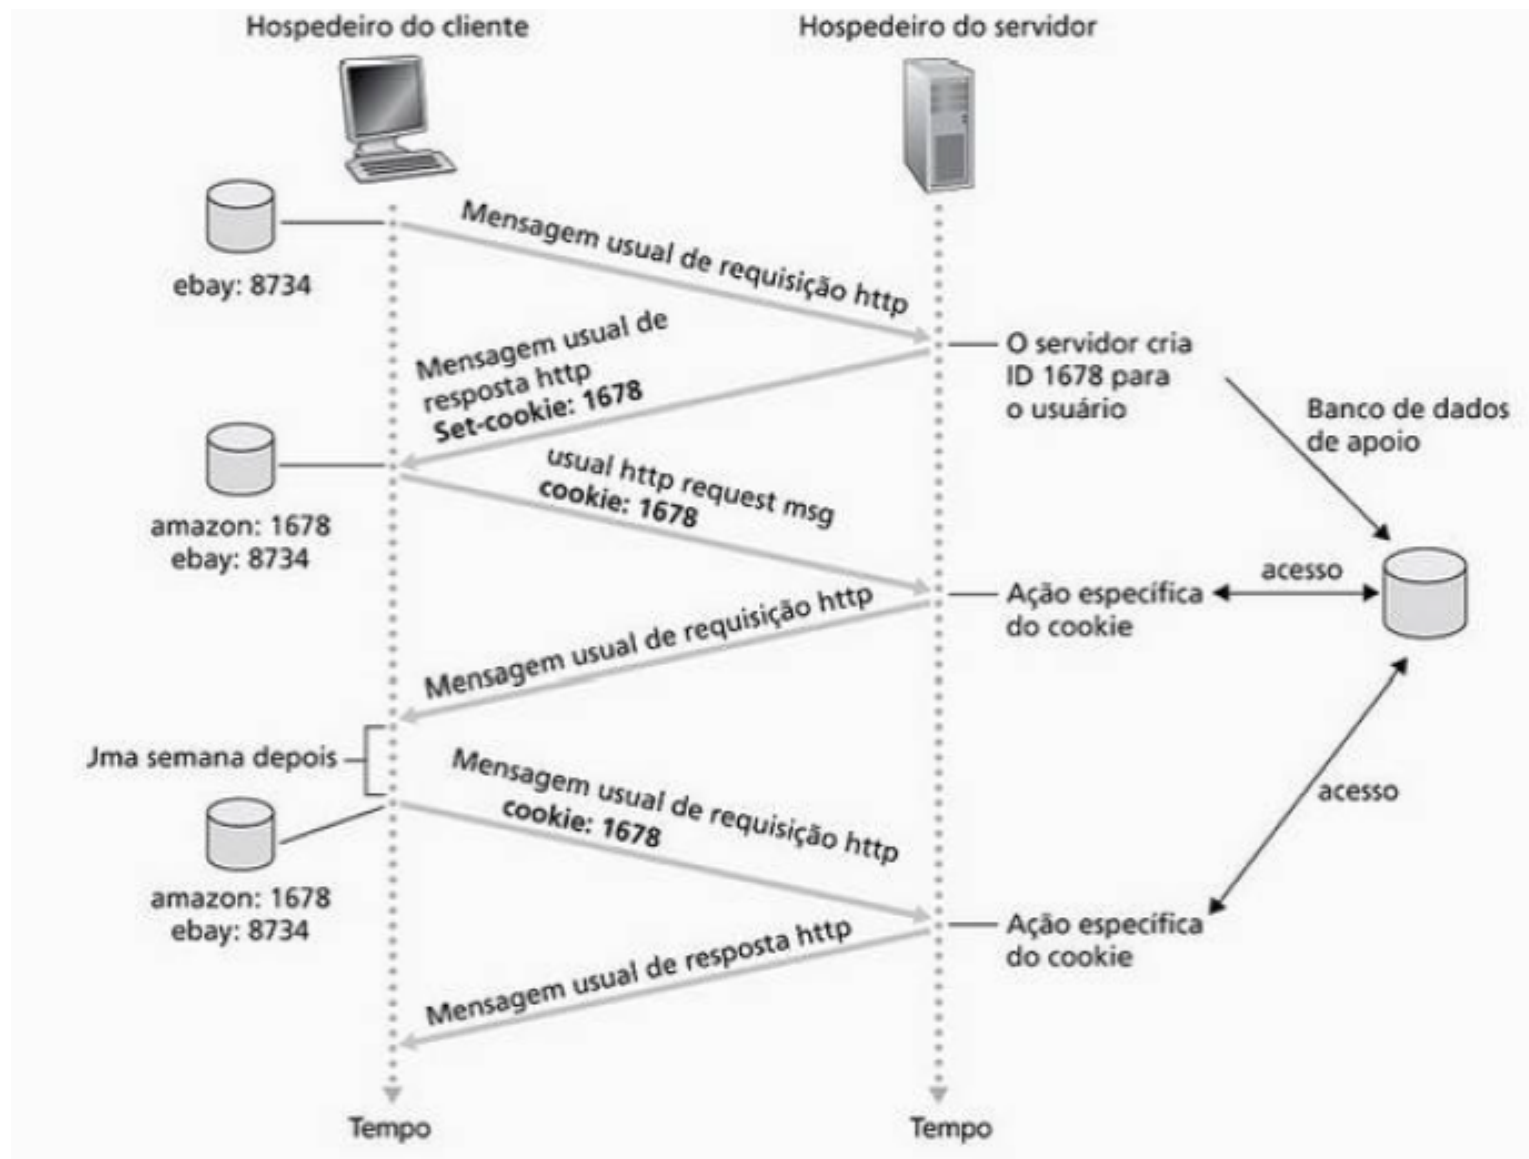 Hospedeiro do cliente
Hospedeiro do servidor
ebay: 8734
Mensagem usual de requisição http
Mensagem usual de
resposta http
Set-cookie: 1678
O servidor cria
ID 1678 para
o usuário
Banco de dados
de apoio
amazon: 1678
ebay: 8734
usual http request msg
cookie: 1678
Ação específica
do cookie
acesso
Mensagem usual de requisição http
Jma semana depois
amazon: 1678
ebay: 8734
Mensagem usual de requisição http
cookie: 1678
acesso
Ação específica
do cookie
Mensagem usual de resposta http
Tempo
Tempo